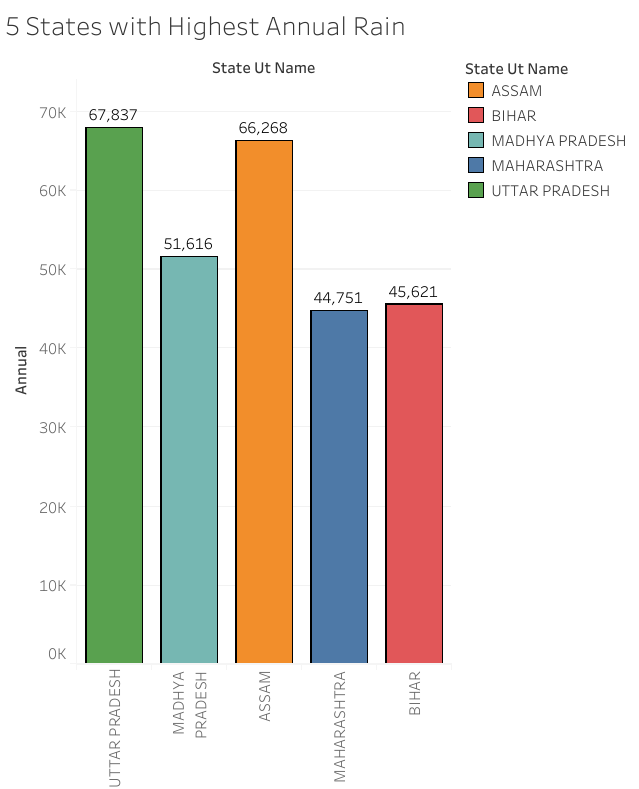 5 States with Highest Annual Rain
State Ut Name
State Ut Name
ASSAM
BIHAR
MADHYA PRADESH
MAHARASHTRA
UTTAR PRADESH
Annual
70K
60K
50K
40K
30K
20K
10K
0K
67,837
51,616
66,268
44,751
45,621
UTTAR PRADESH
MADHYA
PRADESH
ASSAM
MAHARASHTRA
BIHAR